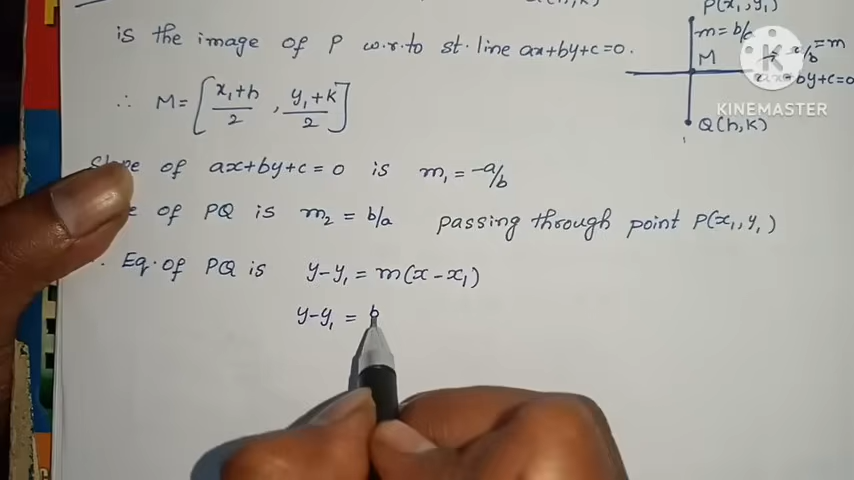 P(x₁,y₁)
is the image of P w.r.to st. line ax+by+c=0.
m=b/a
-a/b=m
M
ax+by+c=0
KINEMASTER
∴ M=[(x₁+h)/2, (y₁+k)/2]
Q(h,k)
Slope of ax+by+c=0 is m₁=-a/b
of PQ is m₂=b/a passing through point P(x₁,y₁)
Eq. of PQ is y-y₁=m(x-x₁)
y-y₁=b